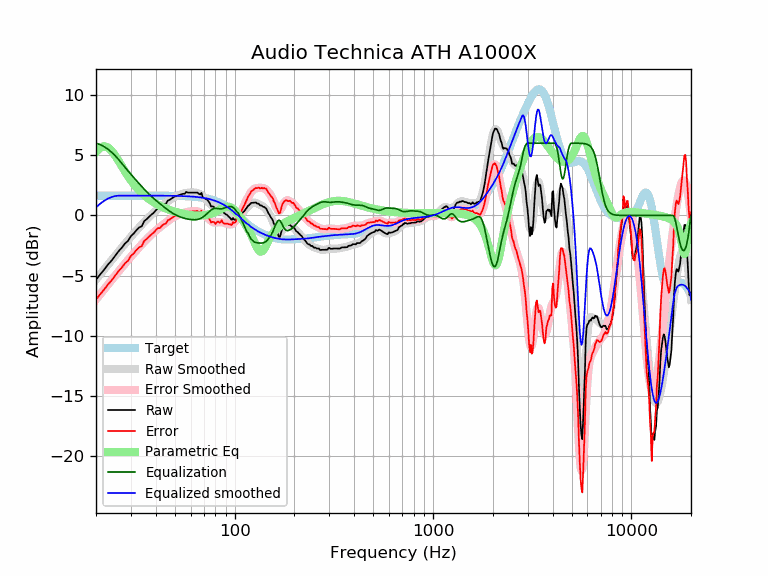 Audio Technica ATH A1000X
Amplitude (dBr)
10
5
0
−5
−10
−15
−20
Target
Raw Smoothed
Error Smoothed
Raw
Error
Parametric Eq
Equalization
Equalized smoothed
100
1000
10000
Frequency (Hz)